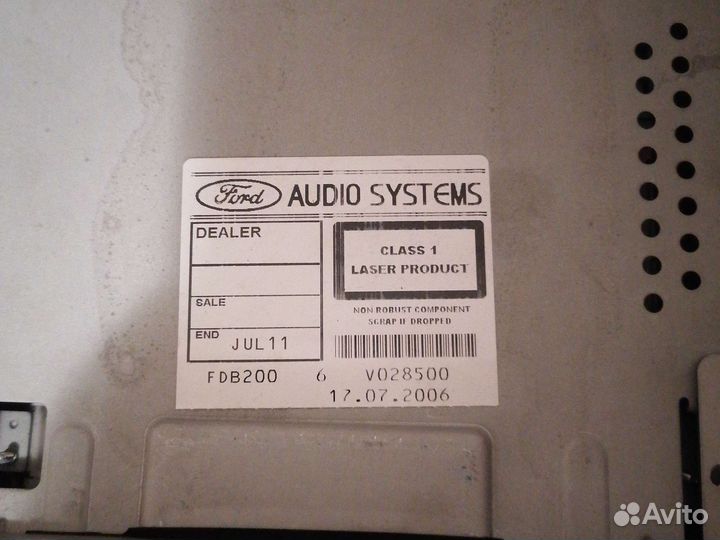 Ford AUDIO SYSTEMS
DEALER
SALE
END JUL11
CLASS 1
LASER PRODUCT
NON ROBUST COMPONENT
SCRAP IF DROPPED
FDB200 6 V028500
17.07.2006
Avito